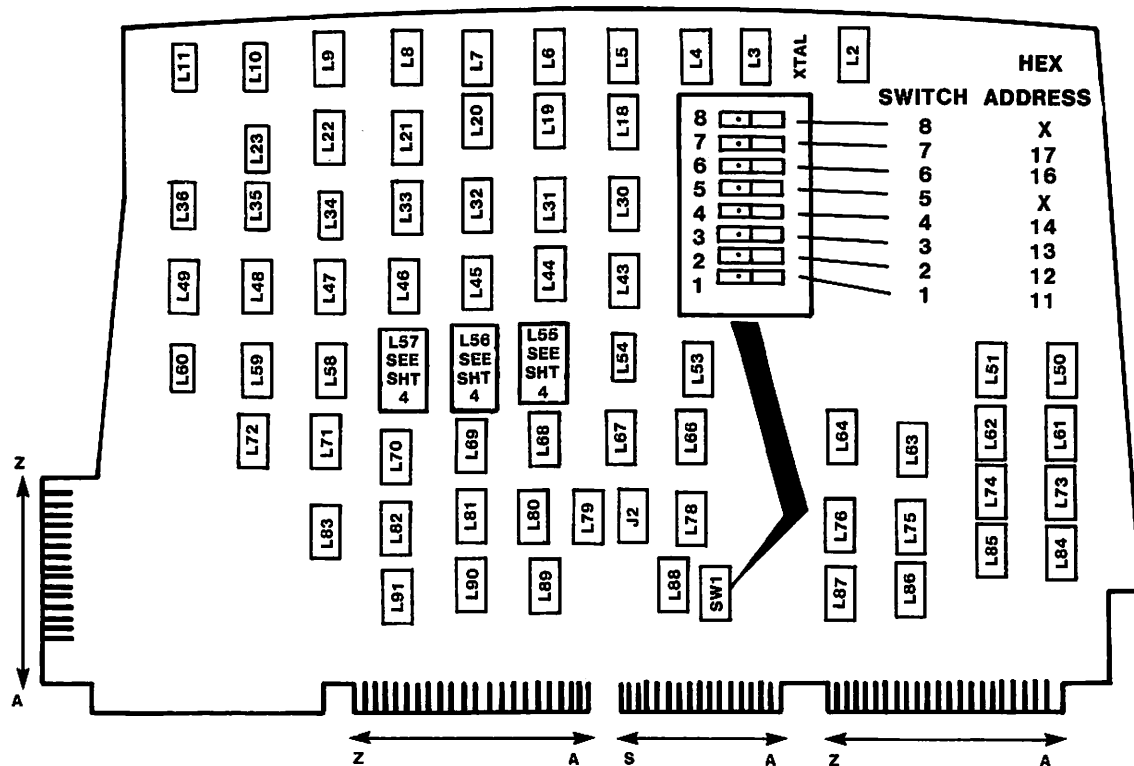 L11 L10 L9 L8 L7 L6 L5 L4 L3 XTAL L2
HEX
SWITCH ADDRESS
L23 L22 L21 L20 L19 L18
8 8 X
7 7 17
6 6 16
5 5 X
4 4 14
3 3 13
2 2 12
1 1 11
L36 L35 L34 L33 L32 L31 L30
L49 L48 L47 L46 L45 L44 L43
L60 L59 L58
L57
SEE
SHT
4
L56
SEE
SHT
4
L55
SEE
SHT
4
L54 L53 L51 L50
L72 L71 L70 L69 L68 L67 L66 L64 L63 L62 L61
L83 L82 L81 L80 L79 J2 L78 L76 L75 L74 L73
L91 L90 L89 L88 SW1 L87 L86 L85 L84
Z
A
Z A S A Z A